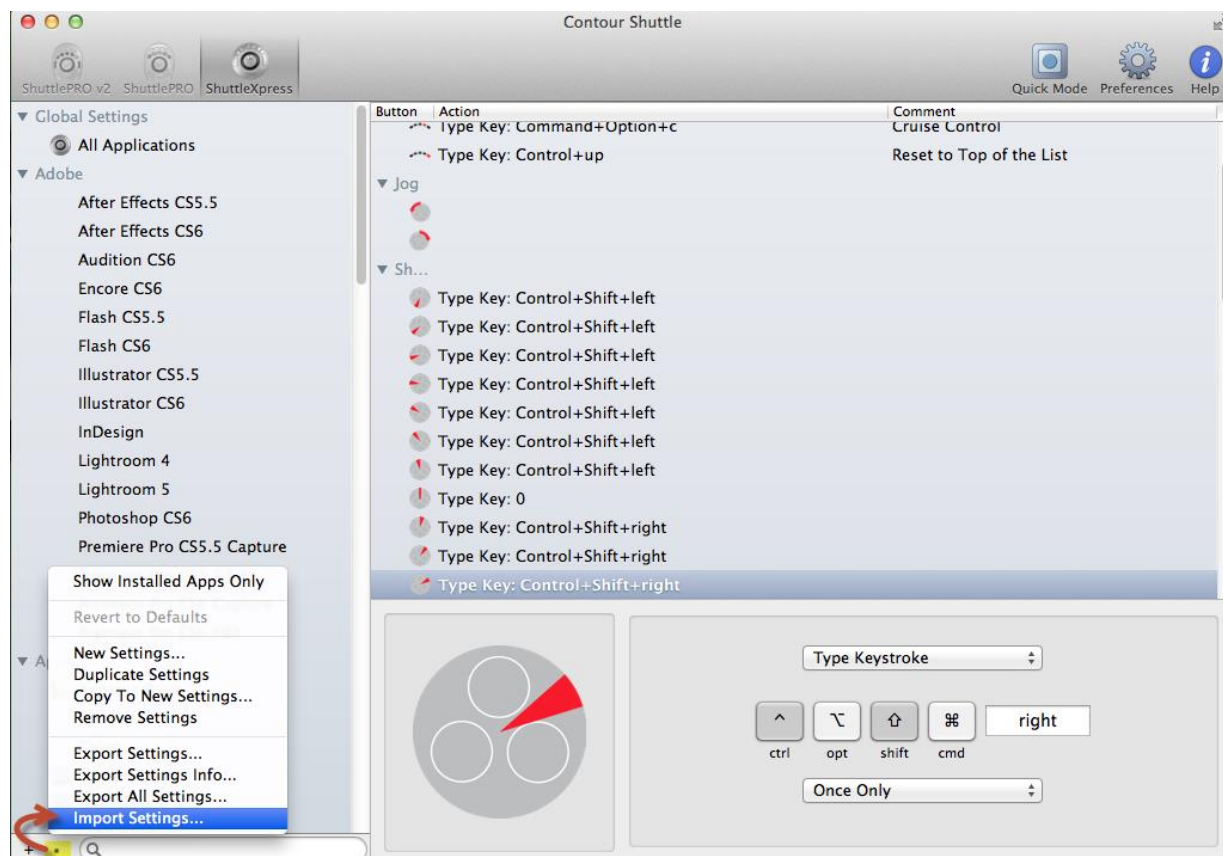 Contour Shuttle
ShuttlePRO v2 ShuttlePRO ShuttleXpress
Quick Mode Preferences Help
Global Settings
All Applications
Adobe
After Effects CS5.5
After Effects CS6
Audition CS6
Encore CS6
Flash CS5.5
Flash CS6
Illustrator CS5.5
Illustrator CS6
InDesign
Lightroom 4
Lightroom 5
Photoshop CS6
Premiere Pro CS5.5 Capture
Show Installed Apps Only
Revert to Defaults
New Settings...
Duplicate Settings
Copy To New Settings...
Remove Settings
Export Settings...
Export Settings Info...
Export All Settings...
Import Settings...
Button Action Comment
Type Key: Command+Option+c Cruise Control
Type Key: Control+up Reset to Top of the List
Jog
Sh...
Type Key: Control+Shift+left
Type Key: Control+Shift+left
Type Key: Control+Shift+left
Type Key: Control+Shift+left
Type Key: Control+Shift+left
Type Key: Control+Shift+left
Type Key: Control+Shift+left
Type Key: 0
Type Key: Control+Shift+right
Type Key: Control+Shift+right
Type Key: Control+Shift+right
Type Keystroke
^ ⌥ ⇧ ⌘ right
ctrl opt shift cmd
Once Only